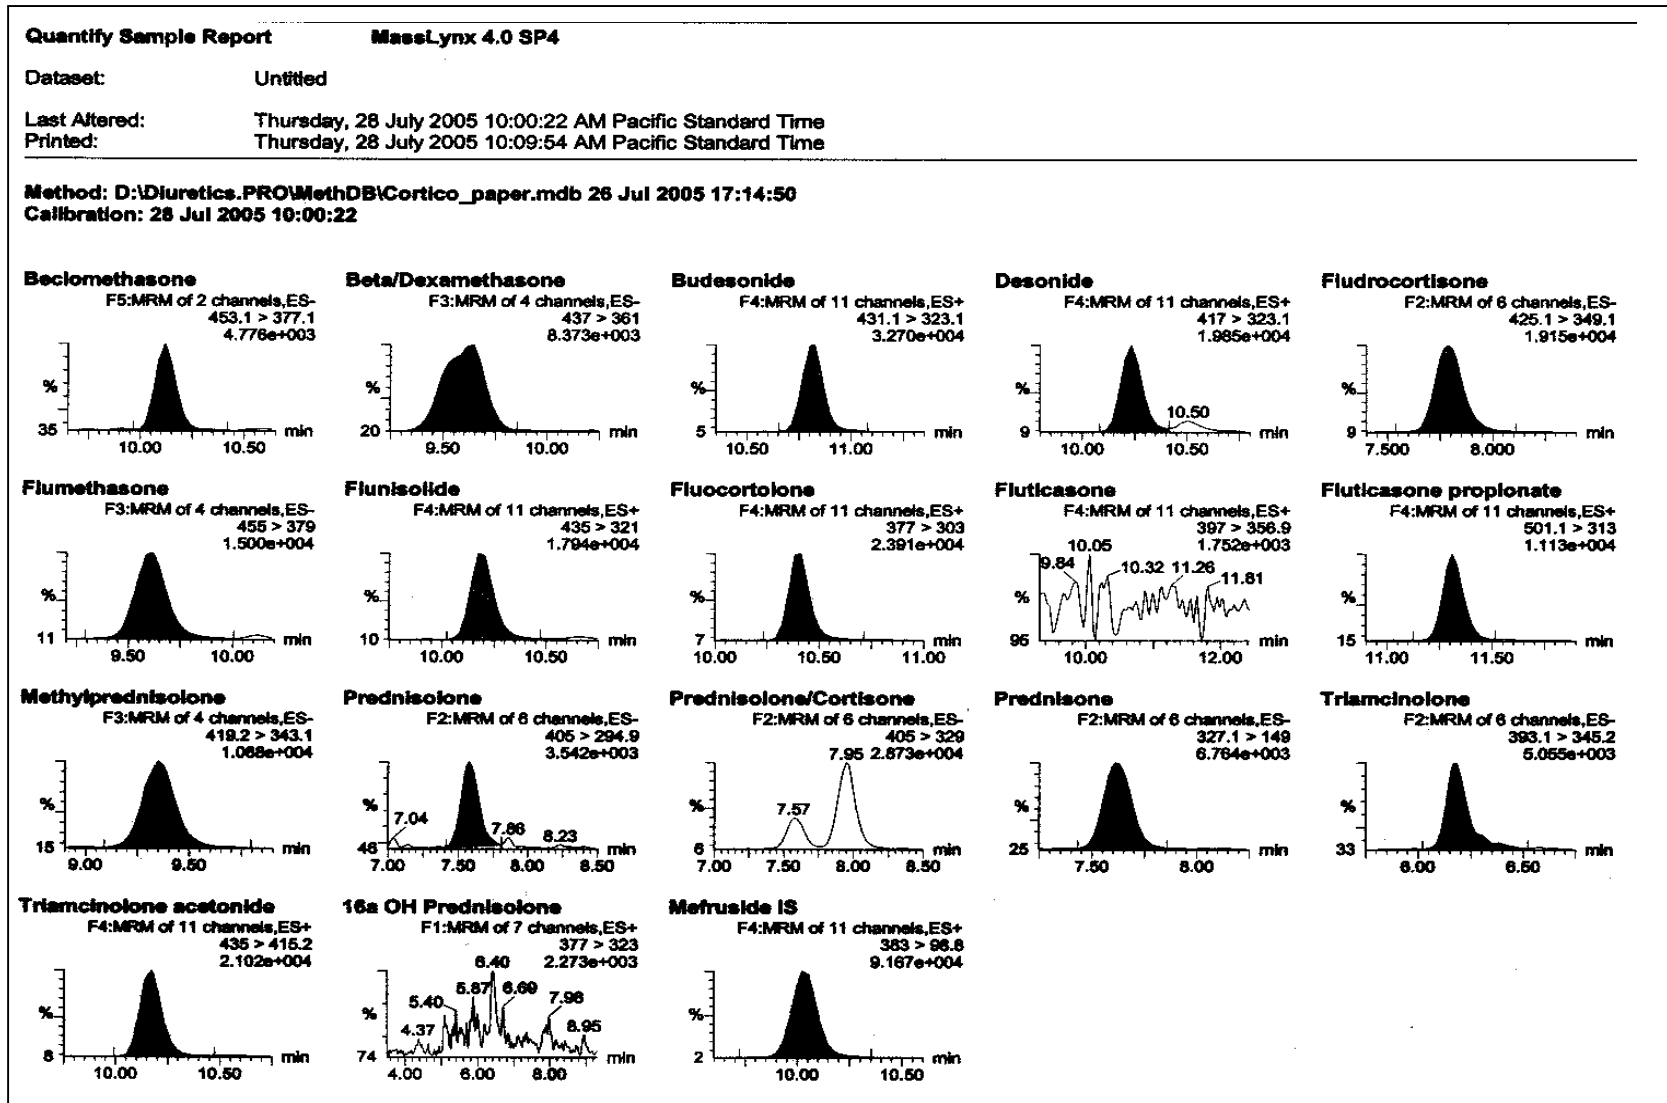 Quantify Sample Report MassLynx 4.0 SP4
Dataset: Untitled
Last Altered: Thursday, 28 July 2005 10:00:22 AM Pacific Standard Time
Printed: Thursday, 28 July 2005 10:09:54 AM Pacific Standard Time
Method: D:\Diuretics.PRO\MethDB\Cortico_paper.mdb 26 Jul 2005 17:14:50
Calibration: 28 Jul 2005 10:00:22
Beclomethasone
F5:MRM of 2 channels,ES-
453.1 > 377.1
4.776e+003
%
35
min
10.00 10.50
Beta/Dexamethasone
F3:MRM of 4 channels,ES-
437 > 361
8.373e+003
%
20
min
9.50 10.00
Budesonide
F4:MRM of 11 channels,ES+
431.1 > 323.1
3.270e+004
%
5
min
10.50 11.00
Desonide
F4:MRM of 11 channels,ES+
417 > 323.1
1.985e+004
%
10.50
9
min
10.00 10.50
Fludrocortisone
F2:MRM of 6 channels,ES-
425.1 > 349.1
1.915e+004
%
9
min
7.500 8.000
Flumethasone
F3:MRM of 4 channels,ES-
455 > 379
1.500e+004
%
11
min
9.50 10.00
Flunisolide
F4:MRM of 11 channels,ES+
435 > 321
1.794e+004
%
10
min
10.00 10.50
Fluocortolone
F4:MRM of 11 channels,ES+
377 > 303
2.391e+004
%
7
min
10.00 10.50 11.00
Fluticasone
F4:MRM of 11 channels,ES+
397 > 356.9
1.752e+003
10.05
9.84 10.32 11.26
11.81
%
96
min
10.00 12.00
Fluticasone propionate
F4:MRM of 11 channels,ES+
501.1 > 313
1.113e+004
%
15
min
11.00 11.50
Methylprednisolone
F3:MRM of 4 channels,ES-
419.2 > 343.1
1.068e+004
%
15
min
9.00 9.50
Prednisolone
F2:MRM of 6 channels,ES-
405 > 294.9
3.542e+003
%
7.04
7.86 8.23
46
min
7.00 7.50 8.00 8.50
Prednisolone/Cortisone
F2:MRM of 6 channels,ES-
405 > 329
7.95 2.873e+004
%
7.57
6
min
7.00 7.50 8.00 8.50
Prednisone
F2:MRM of 6 channels,ES-
327.1 > 149
6.764e+003
%
25
min
7.50 8.00
Triamcinolone
F2:MRM of 6 channels,ES-
393.1 > 345.2
5.055e+003
%
33
min
6.00 6.50
Triamcinolone acetonide
F4:MRM of 11 channels,ES+
435 > 415.2
2.102e+004
%
8
min
10.00 10.50
16a OH Prednisolone
F1:MRM of 7 channels,ES+
377 > 323
6.40 2.273e+003
5.87 6.69
5.40 7.98
%
4.37 8.95
74
min
4.00 6.00 8.00
Mefruside IS
F4:MRM of 11 channels,ES+
383 > 96.8
9.167e+004
%
2
min
10.00 10.50